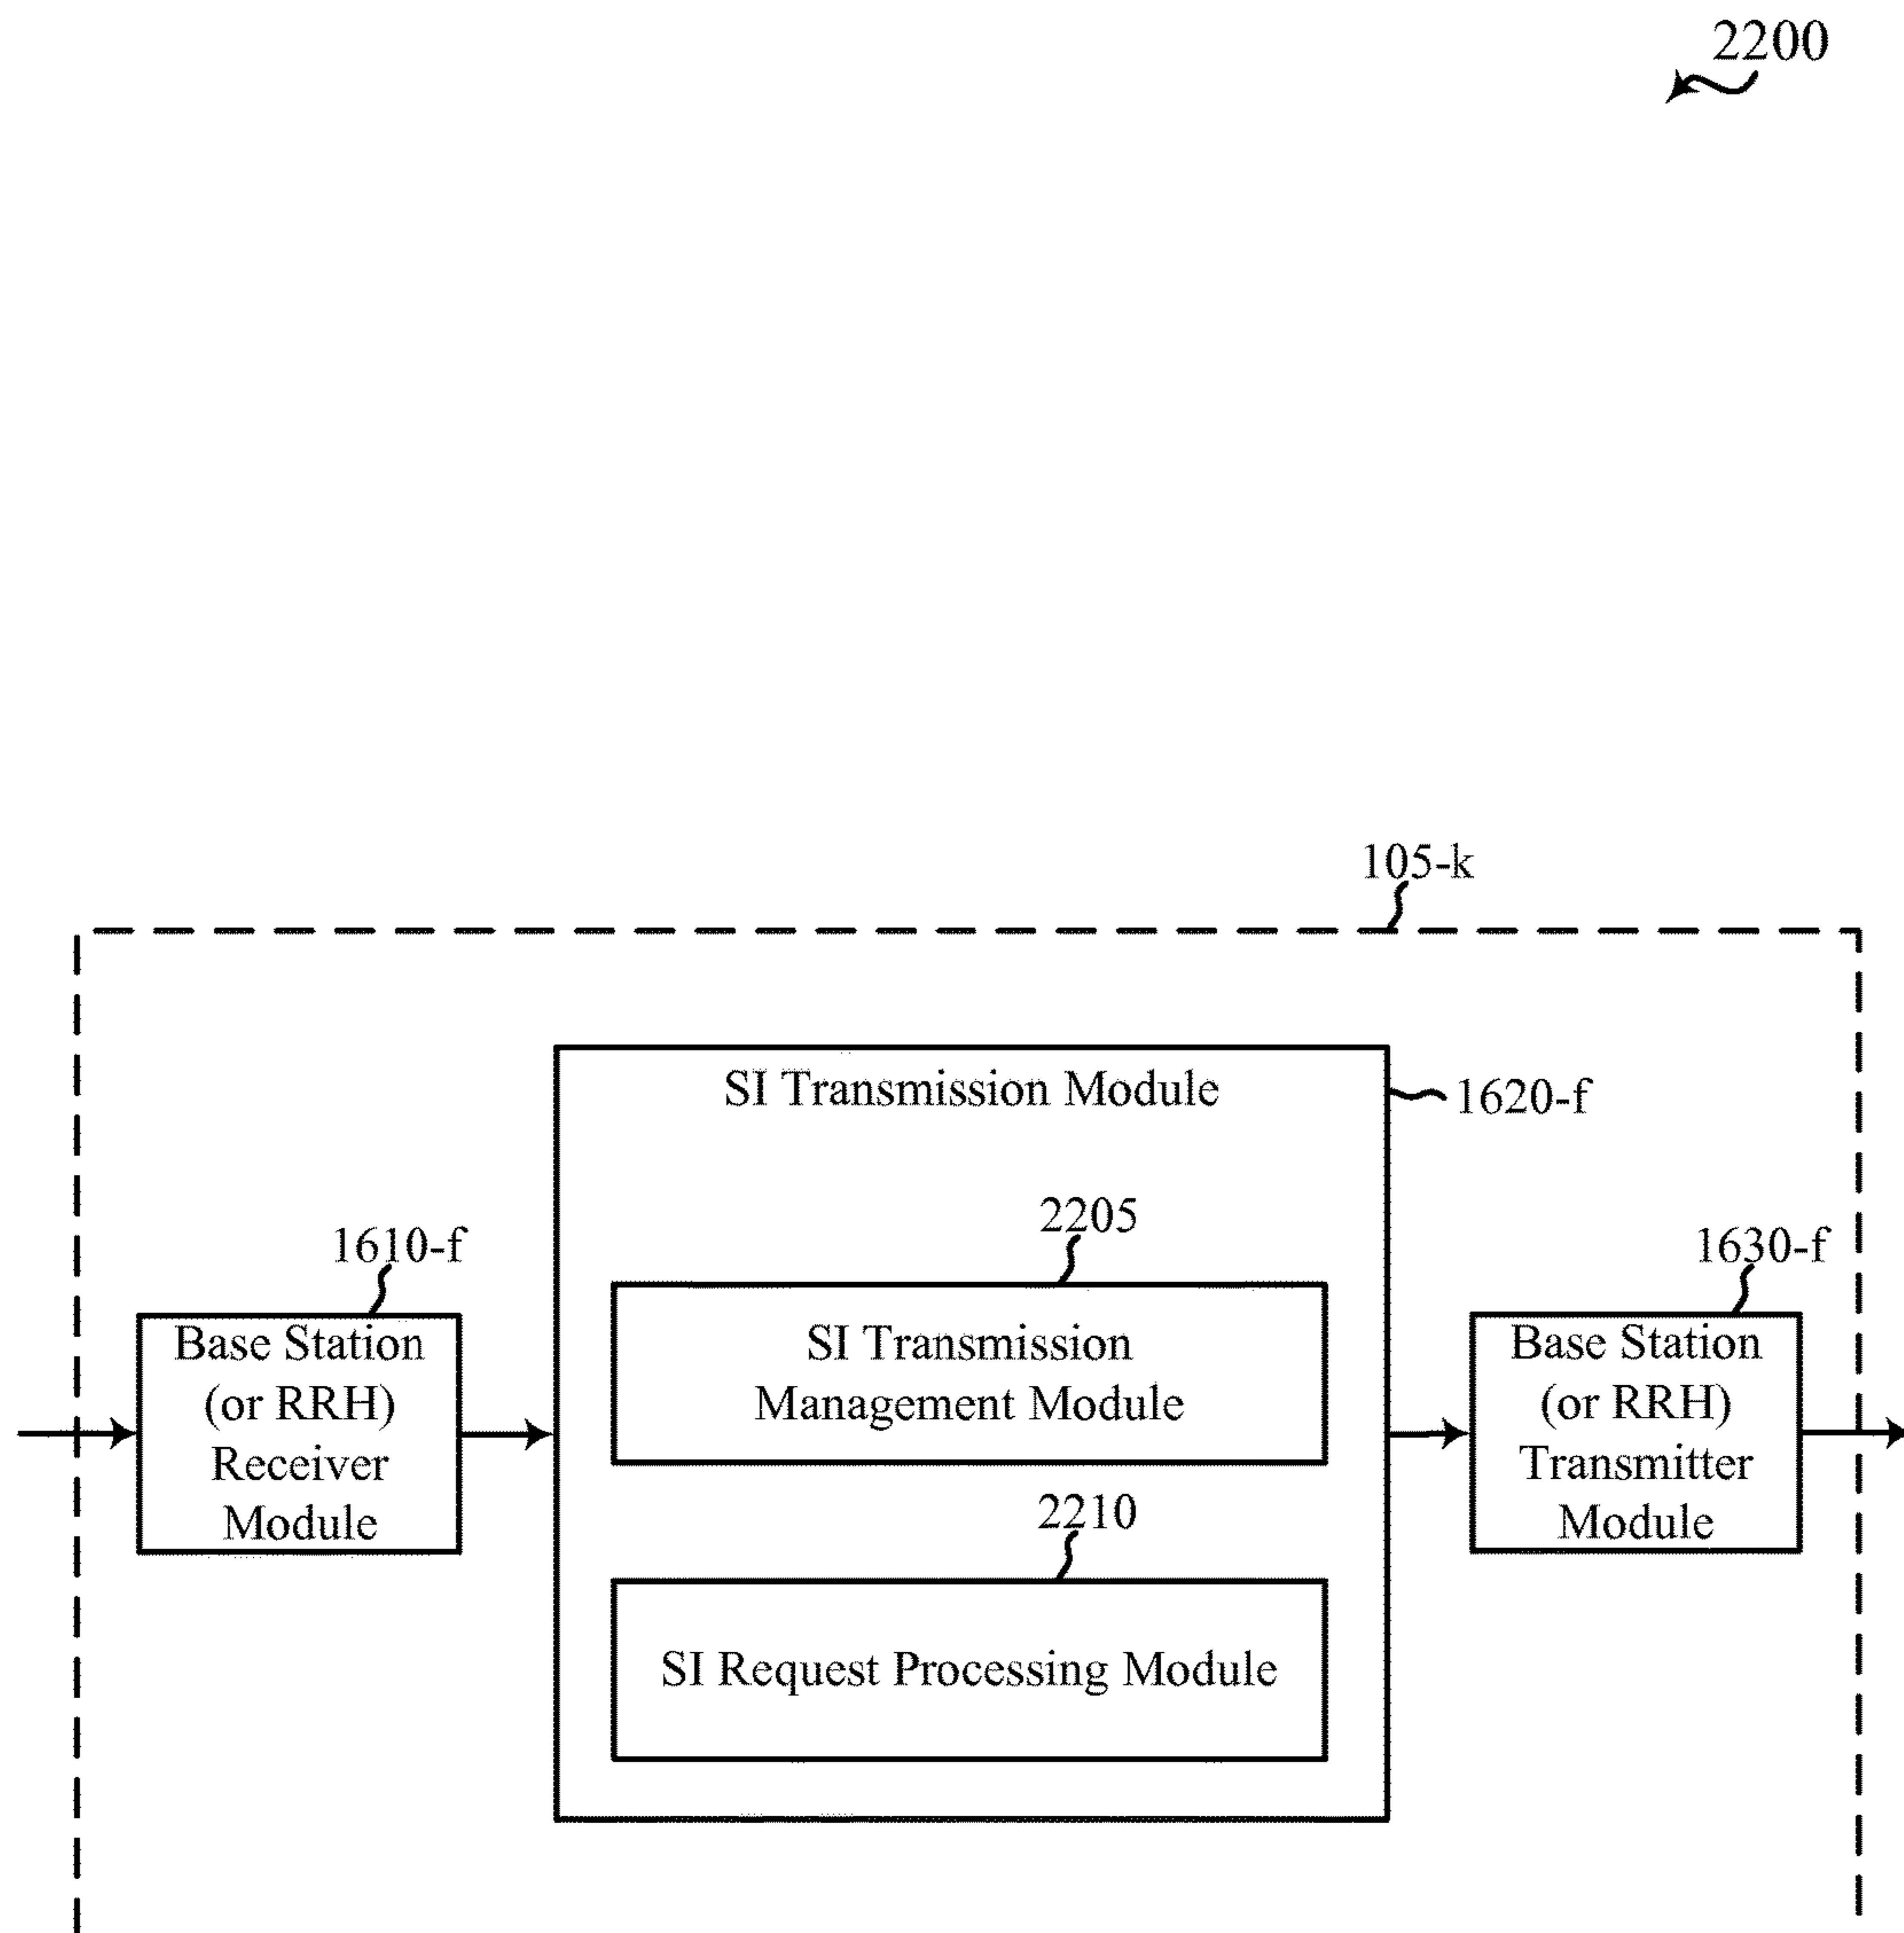 2200
105-k
SI Transmission Module
1620-f
2205
1610-f
1630-f
Base Station
(or RRH)
Receiver
Module
SI Transmission
Management Module
Base Station
(or RRH)
Transmitter
Module
2210
SI Request Processing Module